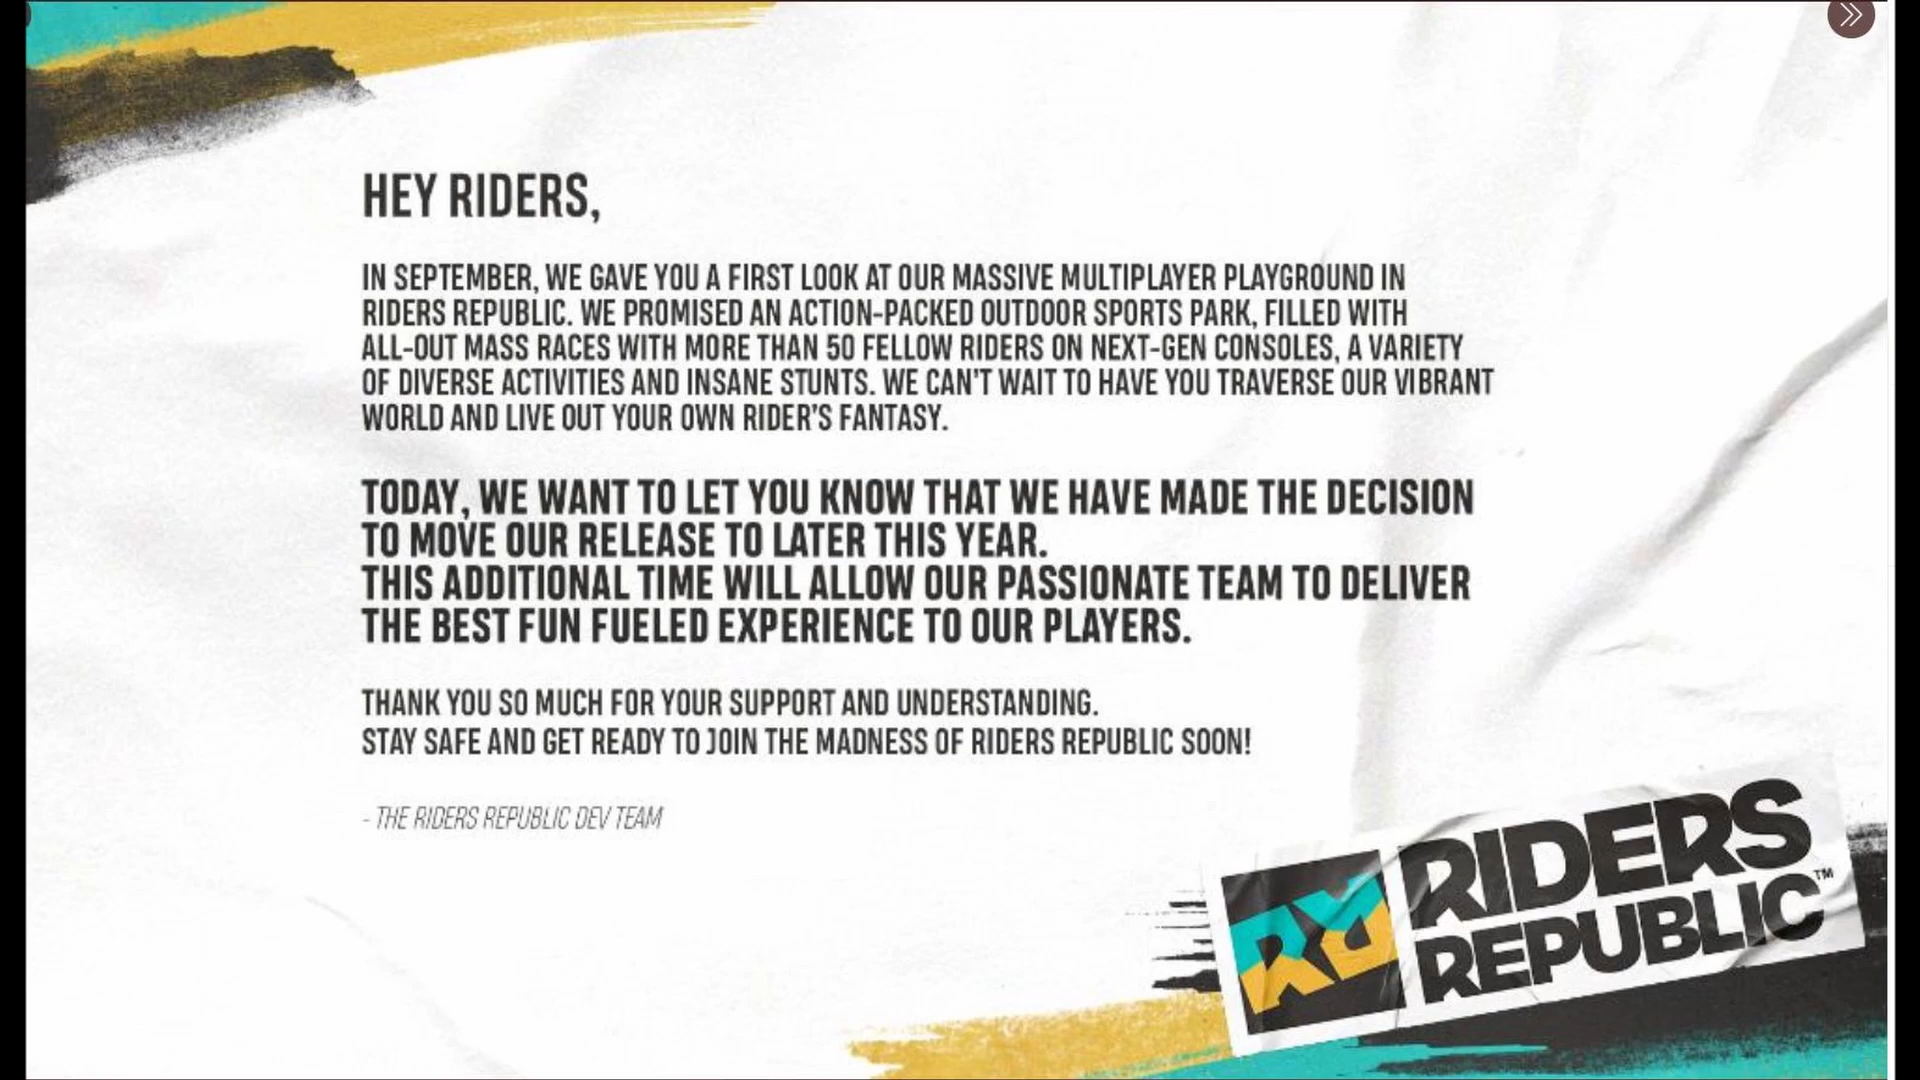 HEY RIDERS,
IN SEPTEMBER, WE GAVE YOU A FIRST LOOK AT OUR MASSIVE MULTIPLAYER PLAYGROUND IN
RIDERS REPUBLIC. WE PROMISED AN ACTION-PACKED OUTDOOR SPORTS PARK, FILLED WITH
ALL-OUT MASS RACES WITH MORE THAN 50 FELLOW RIDERS ON NEXT-GEN CONSOLES, A VARIETY
OF DIVERSE ACTIVITIES AND INSANE STUNTS. WE CAN'T WAIT TO HAVE YOU TRAVERSE OUR VIBRANT
WORLD AND LIVE OUT YOUR OWN RIDER'S FANTASY.
TODAY, WE WANT TO LET YOU KNOW THAT WE HAVE MADE THE DECISION
TO MOVE OUR RELEASE TO LATER THIS YEAR.
THIS ADDITIONAL TIME WILL ALLOW OUR PASSIONATE TEAM TO DELIVER
THE BEST FUN FUELED EXPERIENCE TO OUR PLAYERS.
THANK YOU SO MUCH FOR YOUR SUPPORT AND UNDERSTANDING.
STAY SAFE AND GET READY TO JOIN THE MADNESS OF RIDERS REPUBLIC SOON!
- THE RIDERS REPUBLIC DEV TEAM
RIDERS
REPUBLIC™